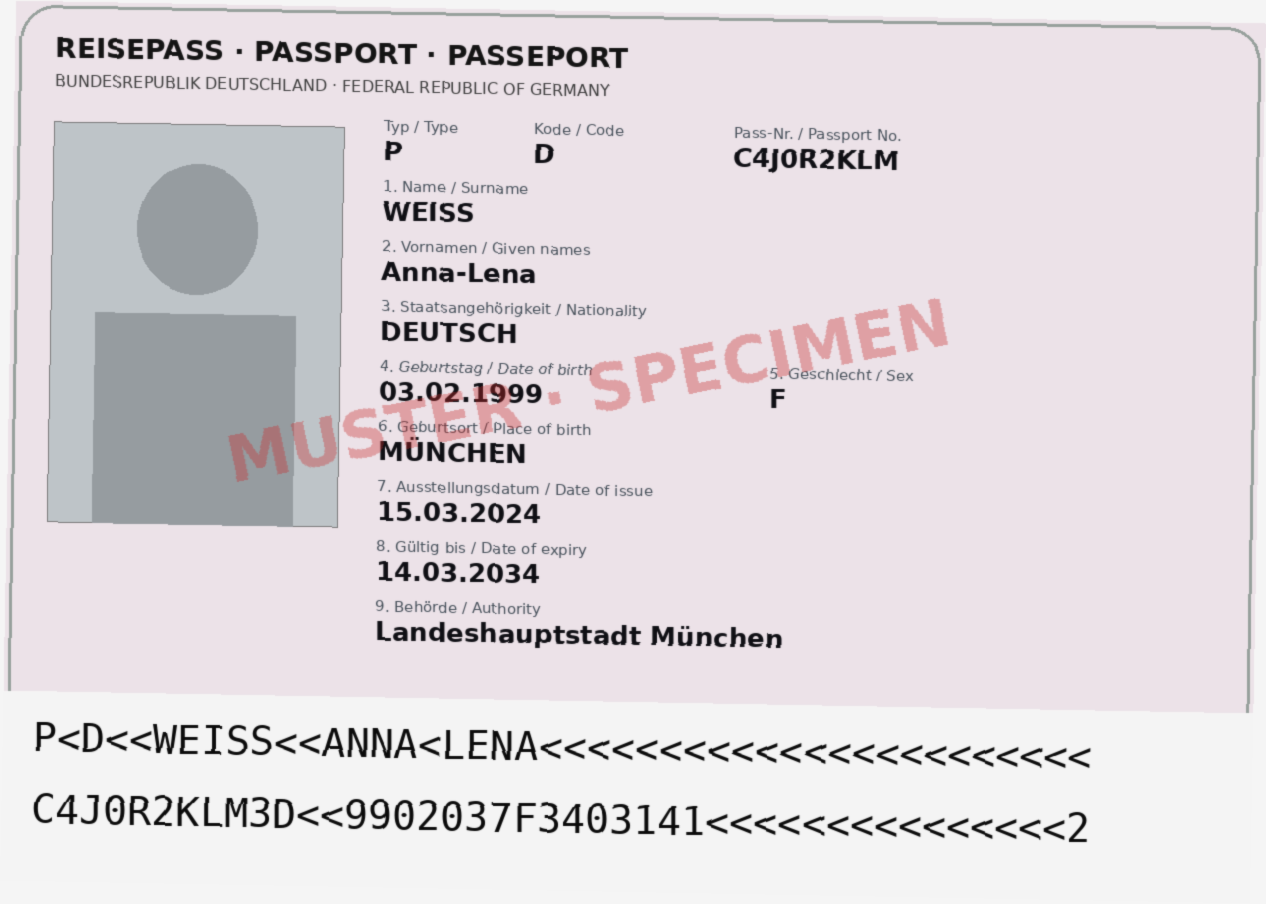 REISEPASS · PASSPORT · PASSEPORT
BUNDESREPUBLIK DEUTSCHLAND · FEDERAL REPUBLIC OF GERMANY
Typ / Type Kode / Code Pass-Nr. / Passport No.
P D C4J0R2KLM
1. Name / Surname
WEISS
2. Vornamen / Given names
Anna-Lena
3. Staatsangehörigkeit / Nationality
DEUTSCH
4. Geburtstag / Date of birth 5. Geschlecht / Sex
03.02.1999 F
6. Geburtsort / Place of birth
MÜNCHEN
7. Ausstellungsdatum / Date of issue
15.03.2024
8. Gültig bis / Date of expiry
14.03.2034
9. Behörde / Authority
Landeshauptstadt München
MUSTER · SPECIMEN
P<D<<WEISS<<ANNA<LENA<<<<<<<<<<<<<<<<<<<<<<<
C4J0R2KLM3D<<9902037F3403141<<<<<<<<<<<<<<<2